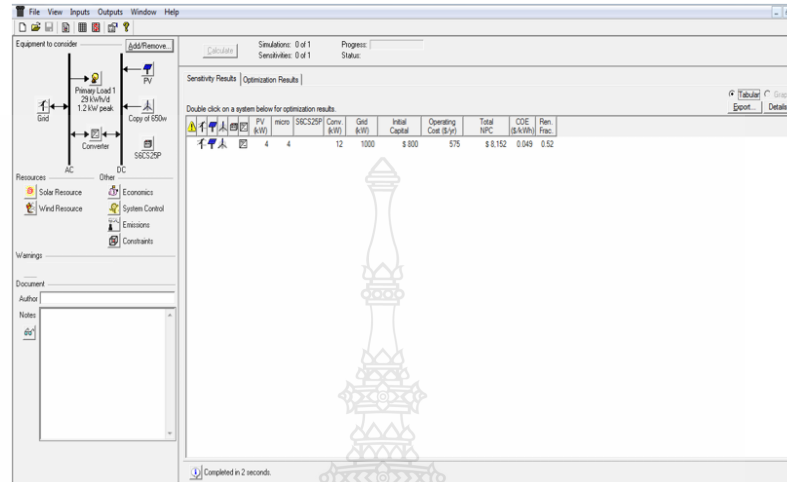 File View Inputs Outputs Window Help
Equipment to consider Add/Remove...
Calculate
Simulations: 0 of 1 Progress:
Sensitivities: 0 of 1 Status:
Primary Load 1
29 kWh/d
1.2 kW peak
PV
Grid
Copy of 650w
Converter
S6CS25P
AC DC
Resources Other
Solar Resource Economics
Wind Resource System Control
Emissions
Constraints
Warnings
Document
Author
Notes
Sensitivity Results Optimization Results
Tabular
Double click on a system below for optimization results.
Export... Details
PV (kW) micro S6CS25P Conv. (kW) Grid (kW) Initial Capital Operating Cost ($/yr) Total NPC COE ($/kWh) Ren. Frac.
4 4 12 1000 $ 800 575 $ 8,152 0.049 0.52
Completed in 2 seconds.